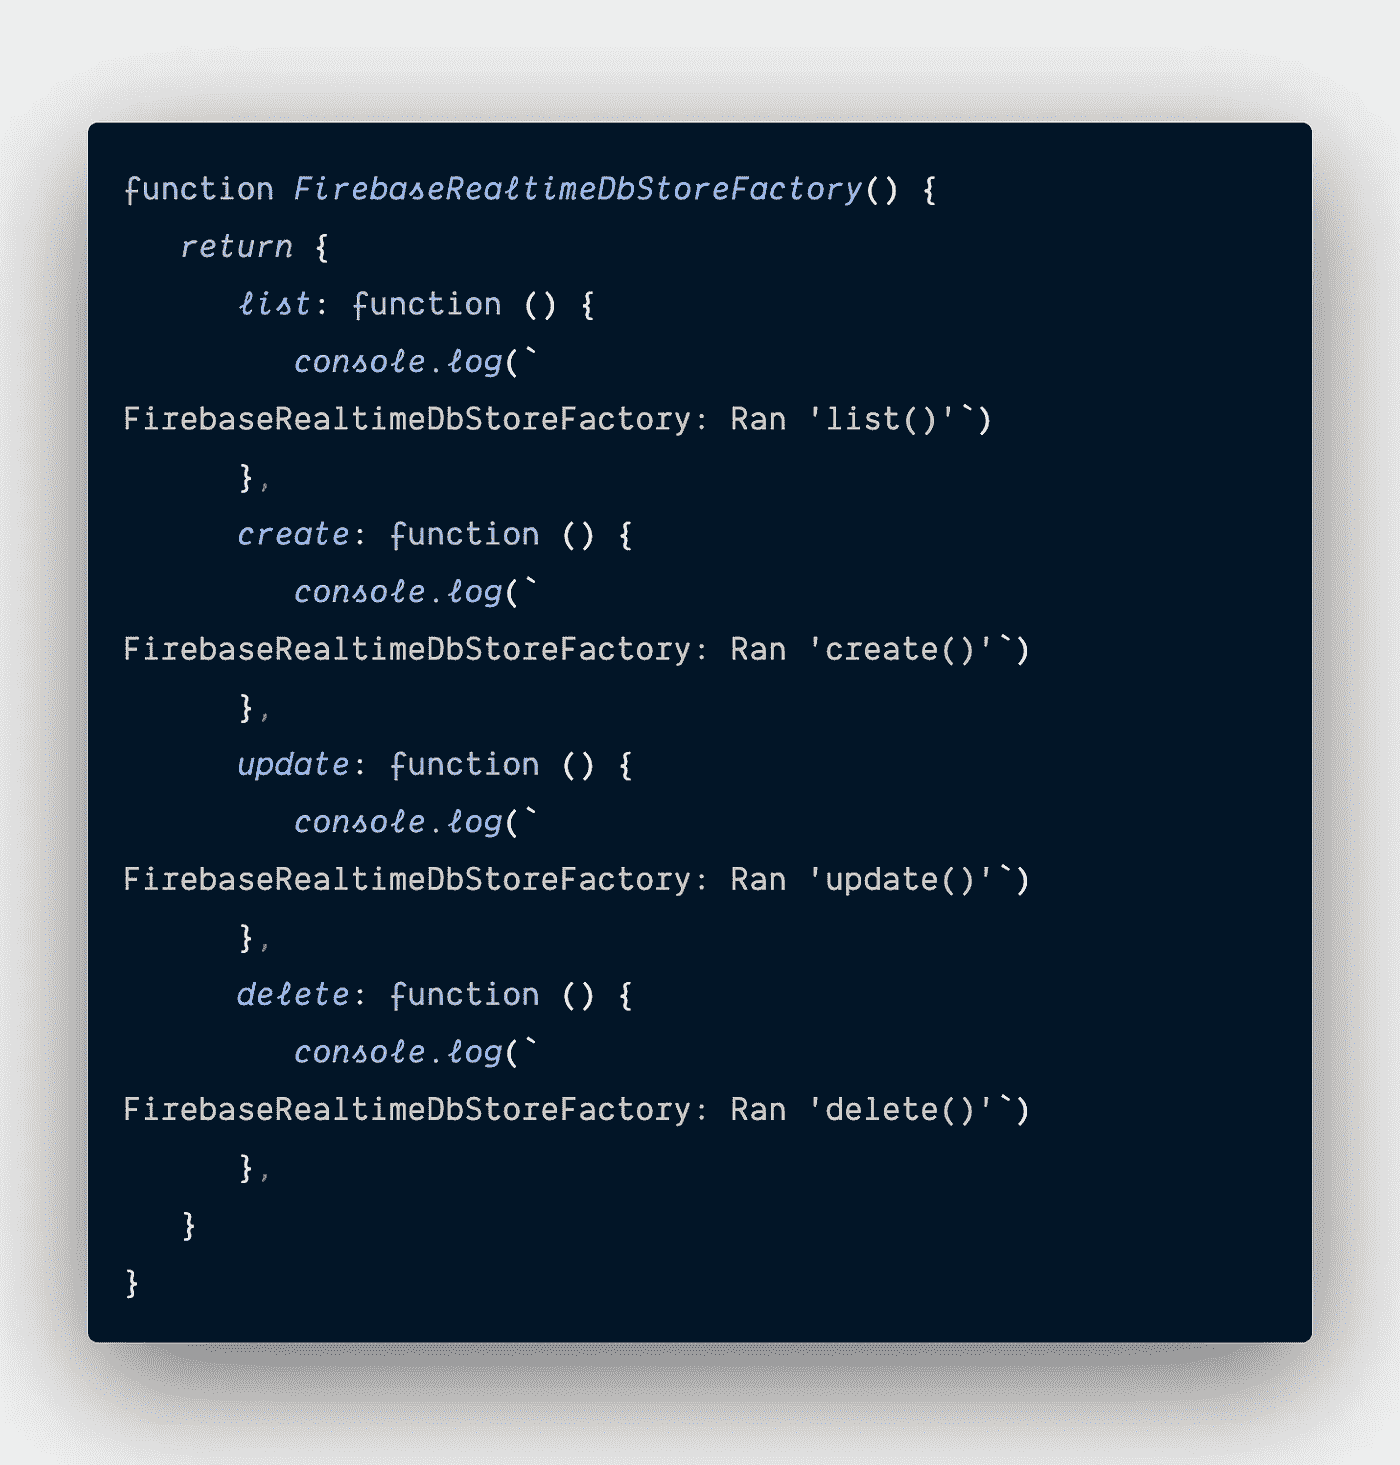 function FirebaseRealtimeDbStoreFactory() {
   return {
      list: function () {
         console.log(`
FirebaseRealtimeDbStoreFactory: Ran 'list()'`)
      },
      create: function () {
         console.log(`
FirebaseRealtimeDbStoreFactory: Ran 'create()'`)
      },
      update: function () {
         console.log(`
FirebaseRealtimeDbStoreFactory: Ran 'update()'`)
      },
      delete: function () {
         console.log(`
FirebaseRealtimeDbStoreFactory: Ran 'delete()'`)
      },
   }
}